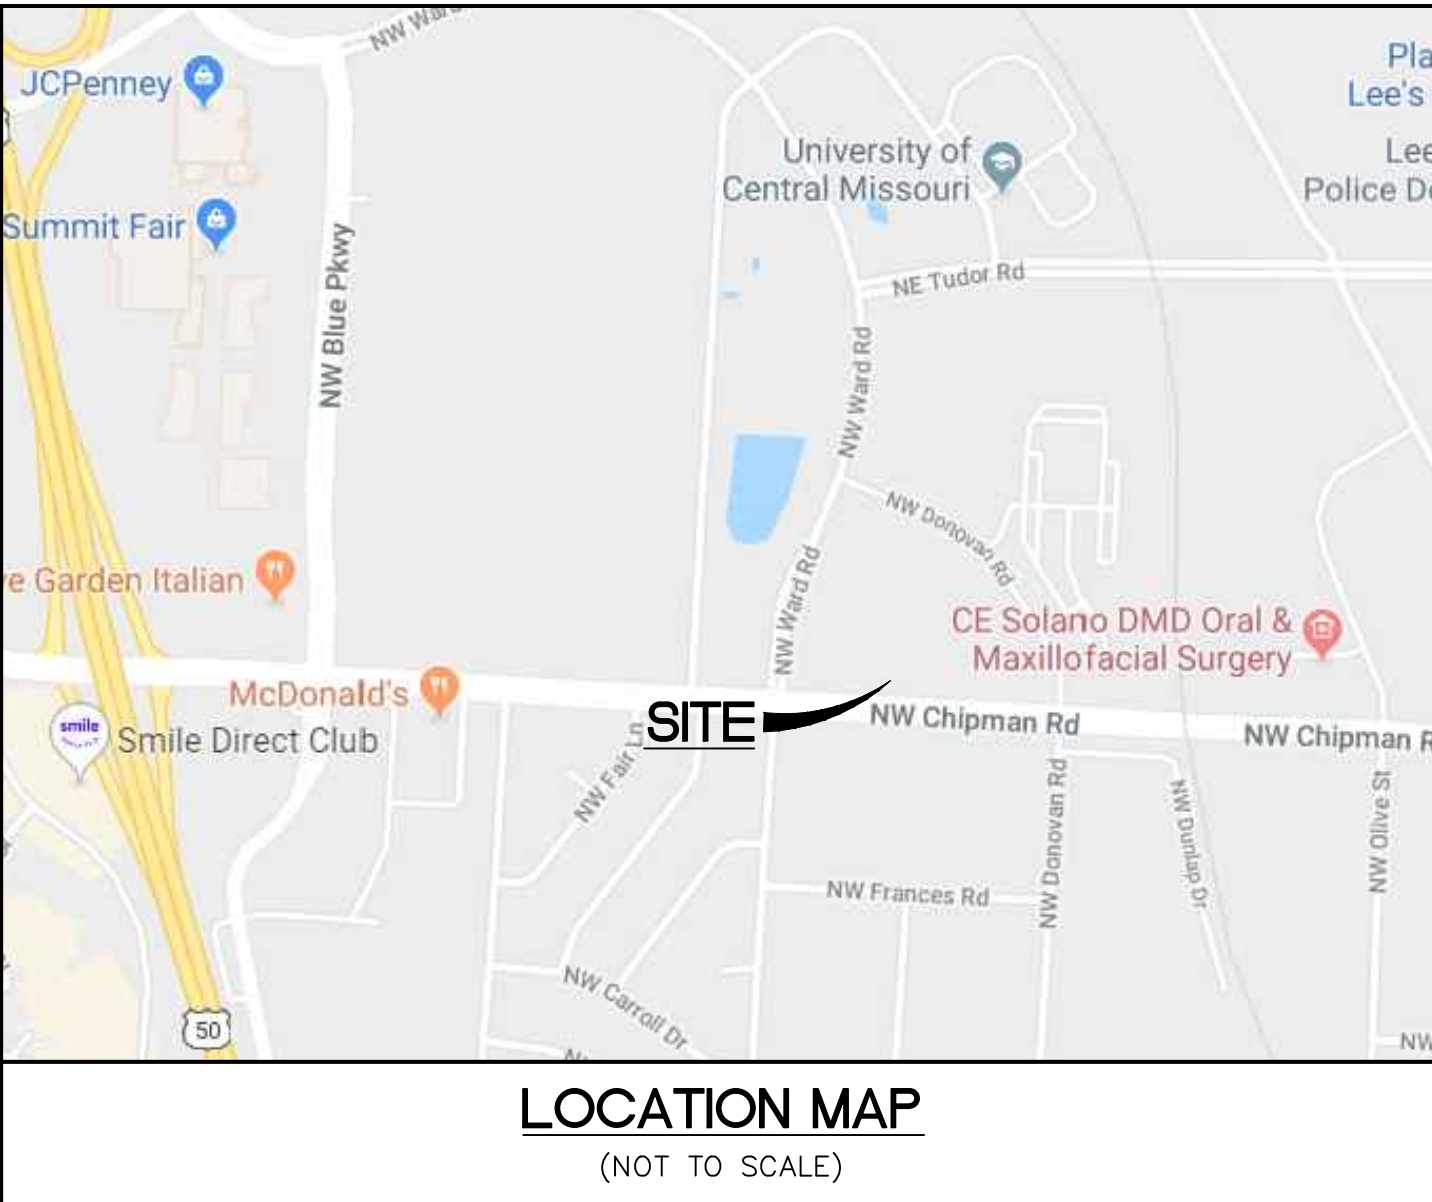 NW Ward
JCPenney
Pla
Lee's
University of
Central Missouri
Lee
Police De
Summit Fair
NW Blue Pkwy
NE Tudor Rd
NW Ward Rd
NW Donovan Rd
e Garden Italian
NW Ward Rd
CE Solano DMD Oral &
Maxillofacial Surgery
McDonald's
SITE
NW Chipman Rd
NW Chipman R
smile
Smile Direct Club
NW Fair Ln
NW Donovan Rd
NW Dunlap Dr
NW Olive St
NW Frances Rd
NW Carroll Dr
50
NW
LOCATION MAP
(NOT TO SCALE)